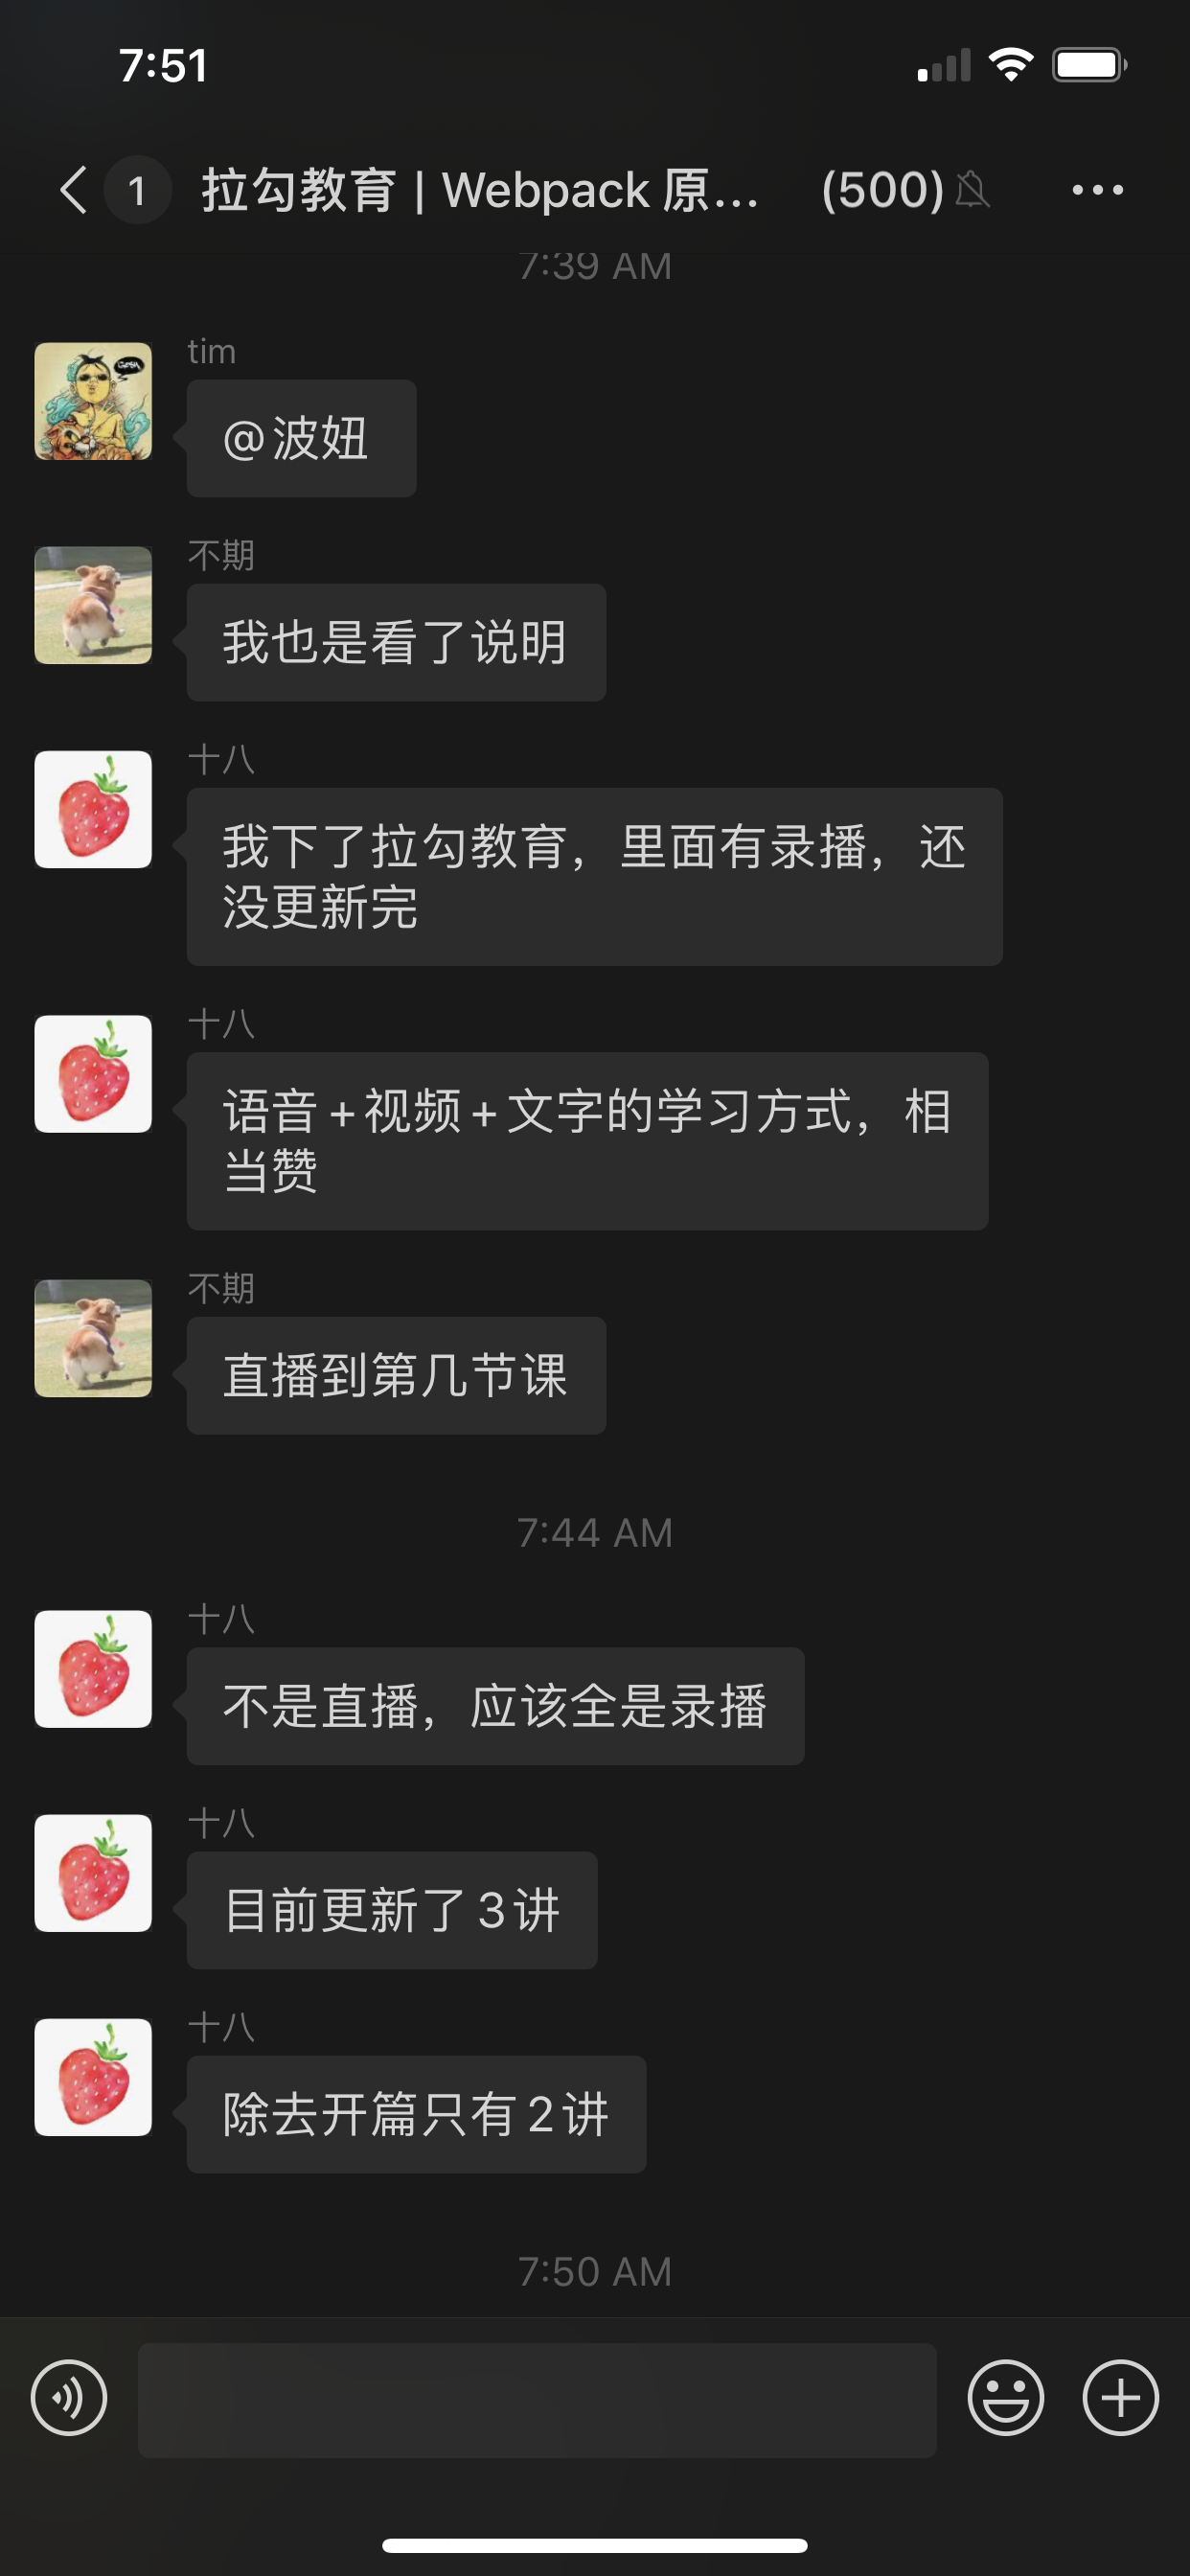 7:51
1
拉勾教育 | Webpack 原... (500)
7:39 AM
tim
@波妞
不期
我也是看了说明
十八
我下了拉勾教育，里面有录播，还
没更新完
十八
语音+视频+文字的学习方式，相
当赞
不期
直播到第几节课
7:44 AM
十八
不是直播，应该全是录播
十八
目前更新了3讲
十八
除去开篇只有2讲
7:50 AM